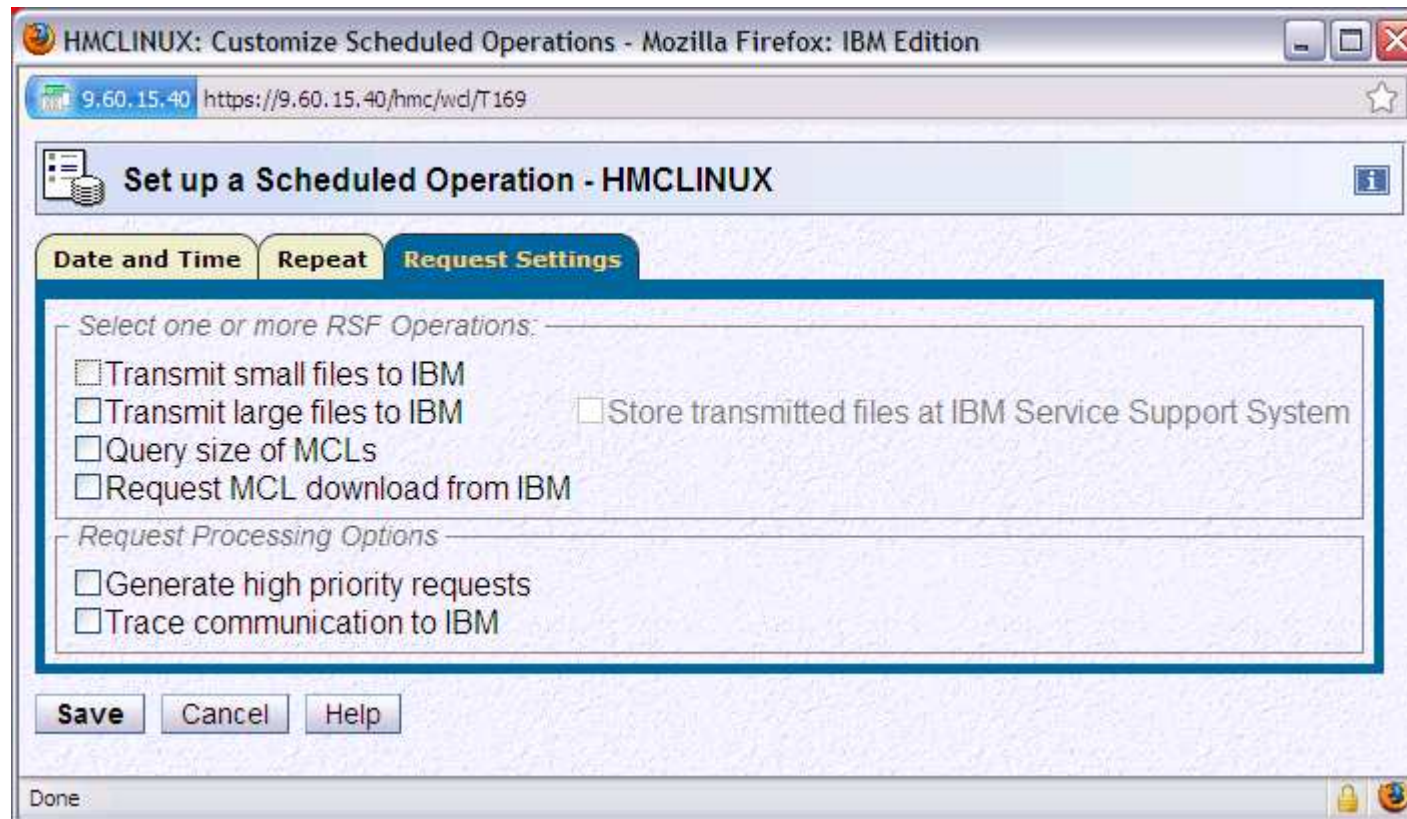 HMCLINUX: Customize Scheduled Operations - Mozilla Firefox: IBM Edition
9.60.15.40 https://9.60.15.40/hmc/wcl/T169
Set up a Scheduled Operation - HMCLINUX
Date and Time Repeat Request Settings
Select one or more RSF Operations:
Transmit small files to IBM
Transmit large files to IBM Store transmitted files at IBM Service Support System
Query size of MCLs
Request MCL download from IBM
Request Processing Options
Generate high priority requests
Trace communication to IBM
Save Cancel Help
Done